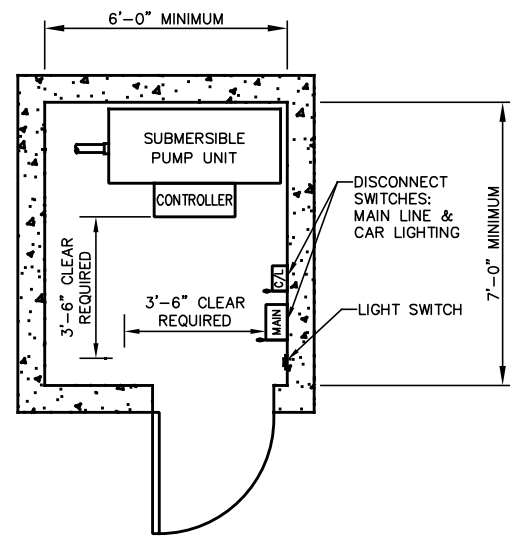 6'-0" MINIMUM
SUBMERSIBLE
PUMP UNIT
CONTROLLER
DISCONNECT
SWITCHES:
MAIN LINE &
CAR LIGHTING
7'-0" MINIMUM
3'-6" CLEAR
REQUIRED
C/L
3'-6" CLEAR
REQUIRED
MAIN
LIGHT SWITCH